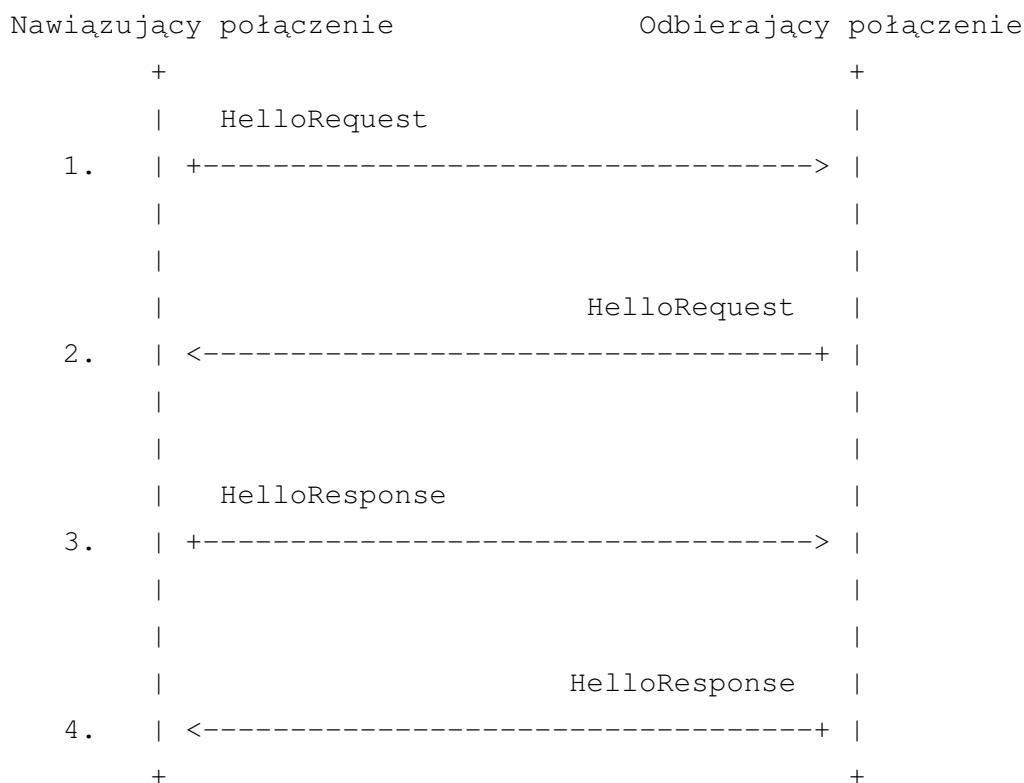 Nawiązujący połączenie Odbierający połączenie
HelloRequest
1.
HelloRequest
2.
HelloResponse
3.
HelloResponse
4.